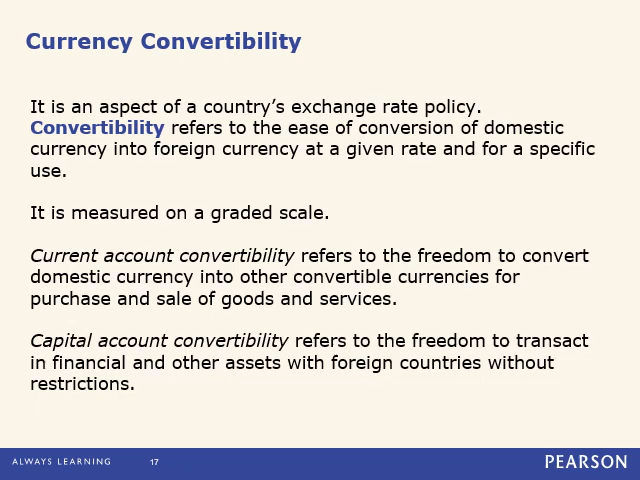 Currency Convertibility
It is an aspect of a country’s exchange rate policy.
Convertibility refers to the ease of conversion of domestic
currency into foreign currency at a given rate and for a specific
use.
It is measured on a graded scale.
Current account convertibility refers to the freedom to convert
domestic currency into other convertible currencies for
purchase and sale of goods and services.
Capital account convertibility refers to the freedom to transact
in financial and other assets with foreign countries without
restrictions.
ALWAYS LEARNING 17 PEARSON